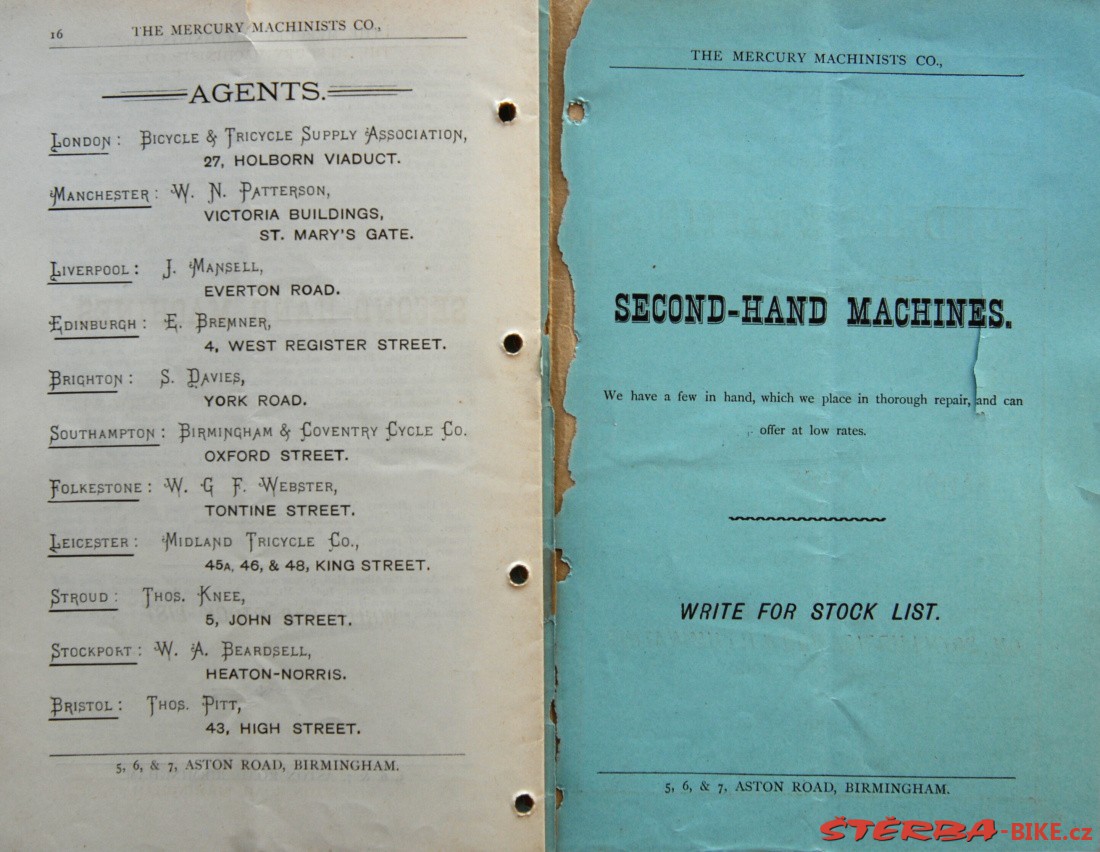 16 THE MERCURY MACHINISTS CO.,
AGENTS.
LONDON: BICYCLE & TRICYCLE SUPPLY ASSOCIATION,
27, HOLBORN VIADUCT.
MANCHESTER: W. N. PATTERSON,
VICTORIA BUILDINGS,
ST. MARY'S GATE.
LIVERPOOL: J. MANSELL,
EVERTON ROAD.
EDINBURGH: E. BREMNER,
4, WEST REGISTER STREET.
BRIGHTON: S. DAVIES,
YORK ROAD.
SOUTHAMPTON: BIRMINGHAM & COVENTRY CYCLE CO.
OXFORD STREET.
FOLKESTONE: W. G F. WEBSTER,
TONTINE STREET.
LEICESTER: MIDLAND TRICYCLE CO.,
45A, 46, & 48, KING STREET.
STROUD: THOS. KNEE,
5, JOHN STREET.
STOCKPORT: W. A. BEARDSELL,
HEATON-NORRIS.
BRISTOL: THOS. PITT,
43, HIGH STREET.
5, 6, & 7, ASTON ROAD, BIRMINGHAM.
THE MERCURY MACHINISTS CO.,
SECOND-HAND MACHINES.
We have a few in hand, which we place in thorough repair, and can
offer at low rates.
WRITE FOR STOCK LIST.
5, 6, & 7, ASTON ROAD, BIRMINGHAM.
ŠTĚRBA-BIKE.cz